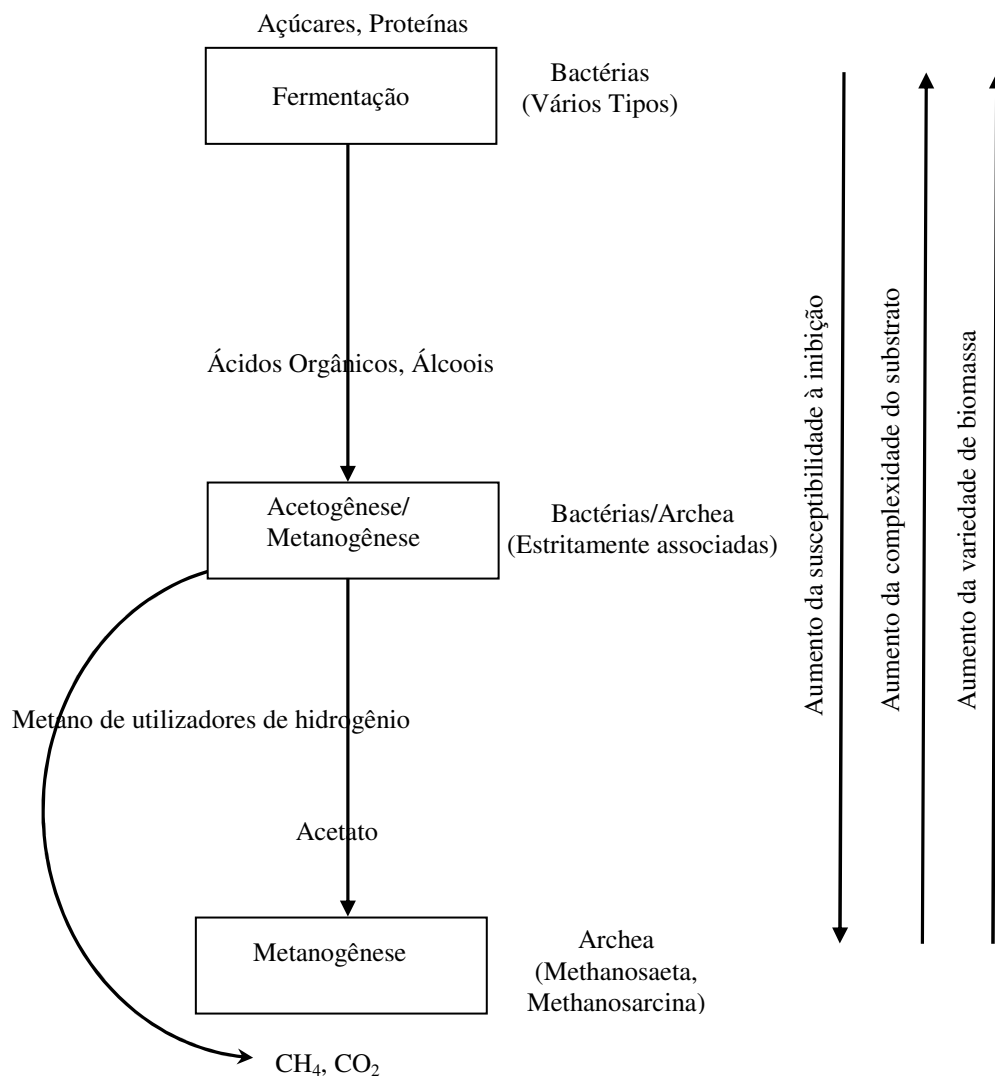 Açúcares, Proteínas
Fermentação
Bactérias
(Vários Tipos)
Ácidos Orgânicos, Álcoois
Acetogênese/
Metanogênese
Bactérias/Archea
(Estritamente associadas)
Metano de utilizadores de hidrogênio
Acetato
Metanogênese
Archea
(Methanosaeta,
Methanosarcina)
CH₄, CO₂
Aumento da susceptibilidade à inibição
Aumento da complexidade do substrato
Aumento da variedade de biomassa